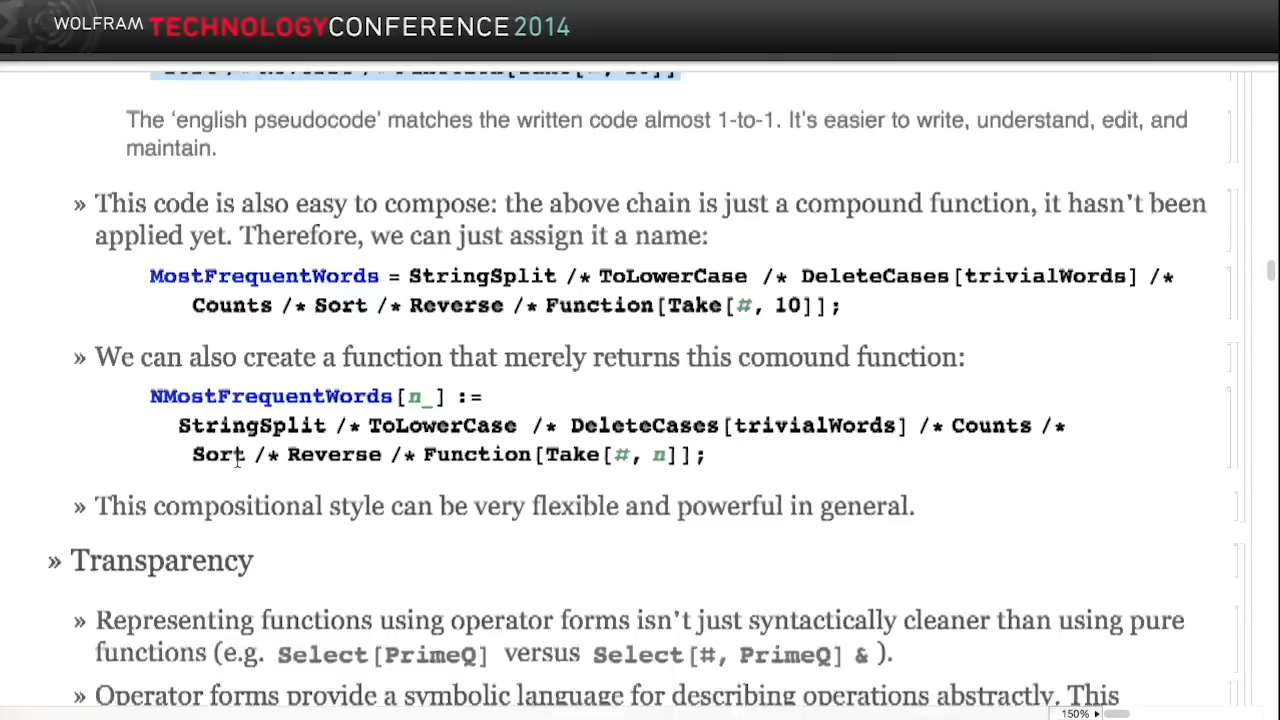 WOLFRAM TECHNOLOGYCONFERENCE 2014
The ‘english pseudocode’ matches the written code almost 1-to-1. It’s easier to write, understand, edit, and
maintain.
» This code is also easy to compose: the above chain is just a compound function, it hasn’t been
applied yet. Therefore, we can just assign it a name:
MostFrequentWords = StringSplit /* ToLowerCase /* DeleteCases[trivialWords] /*
Counts /* Sort /* Reverse /* Function[Take[#, 10]];
» We can also create a function that merely returns this comound function:
NMostFrequentWords[n_] :=
StringSplit /* ToLowerCase /* DeleteCases[trivialWords] /* Counts /*
Sort /* Reverse /* Function[Take[#, n]];
» This compositional style can be very flexible and powerful in general.
» Transparency
» Representing functions using operator forms isn’t just syntactically cleaner than using pure
functions (e.g. Select[PrimeQ] versus Select[#, PrimeQ] & ).
» Operator forms provide a symbolic language for describing operations abstractly. This
150%